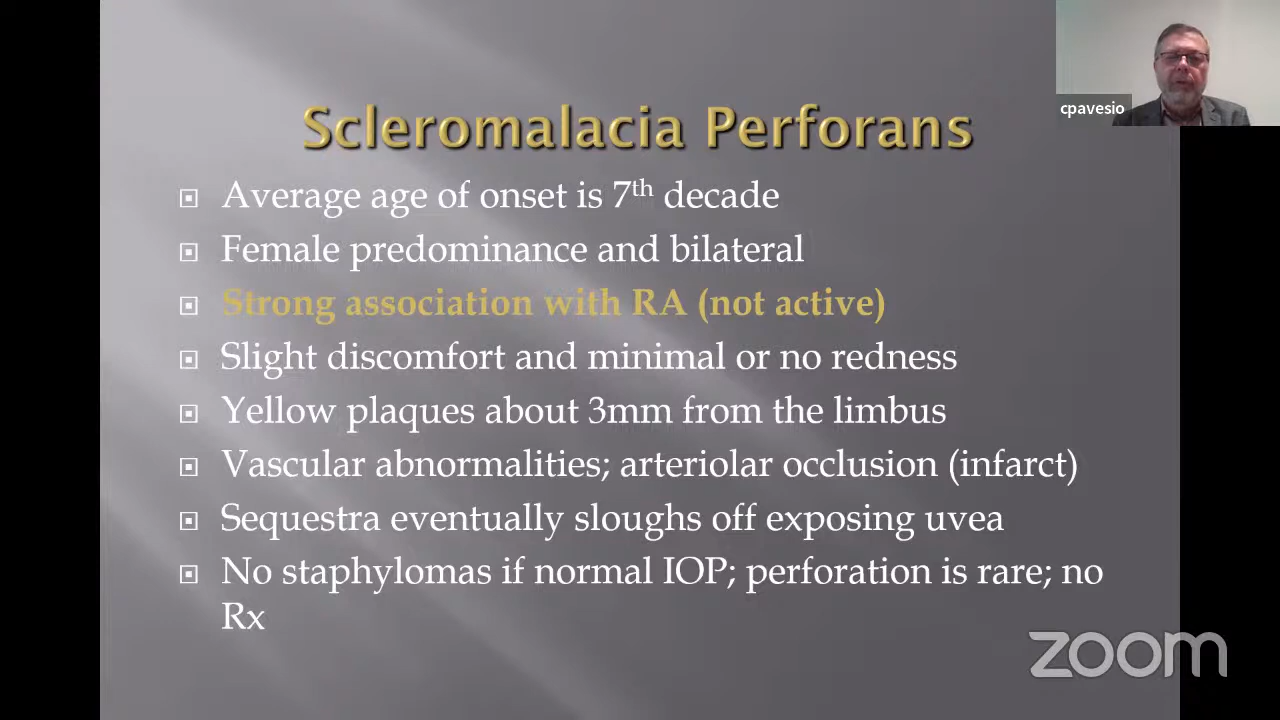 cpavesio
Scleromalacia Perforans
Average age of onset is 7th decade
Female predominance and bilateral
Strong association with RA (not active)
Slight discomfort and minimal or no redness
Yellow plaques about 3mm from the limbus
Vascular abnormalities; arteriolar occlusion (infarct)
Sequestra eventually sloughs off exposing uvea
No staphylomas if normal IOP; perforation is rare; no
Rx
zoom